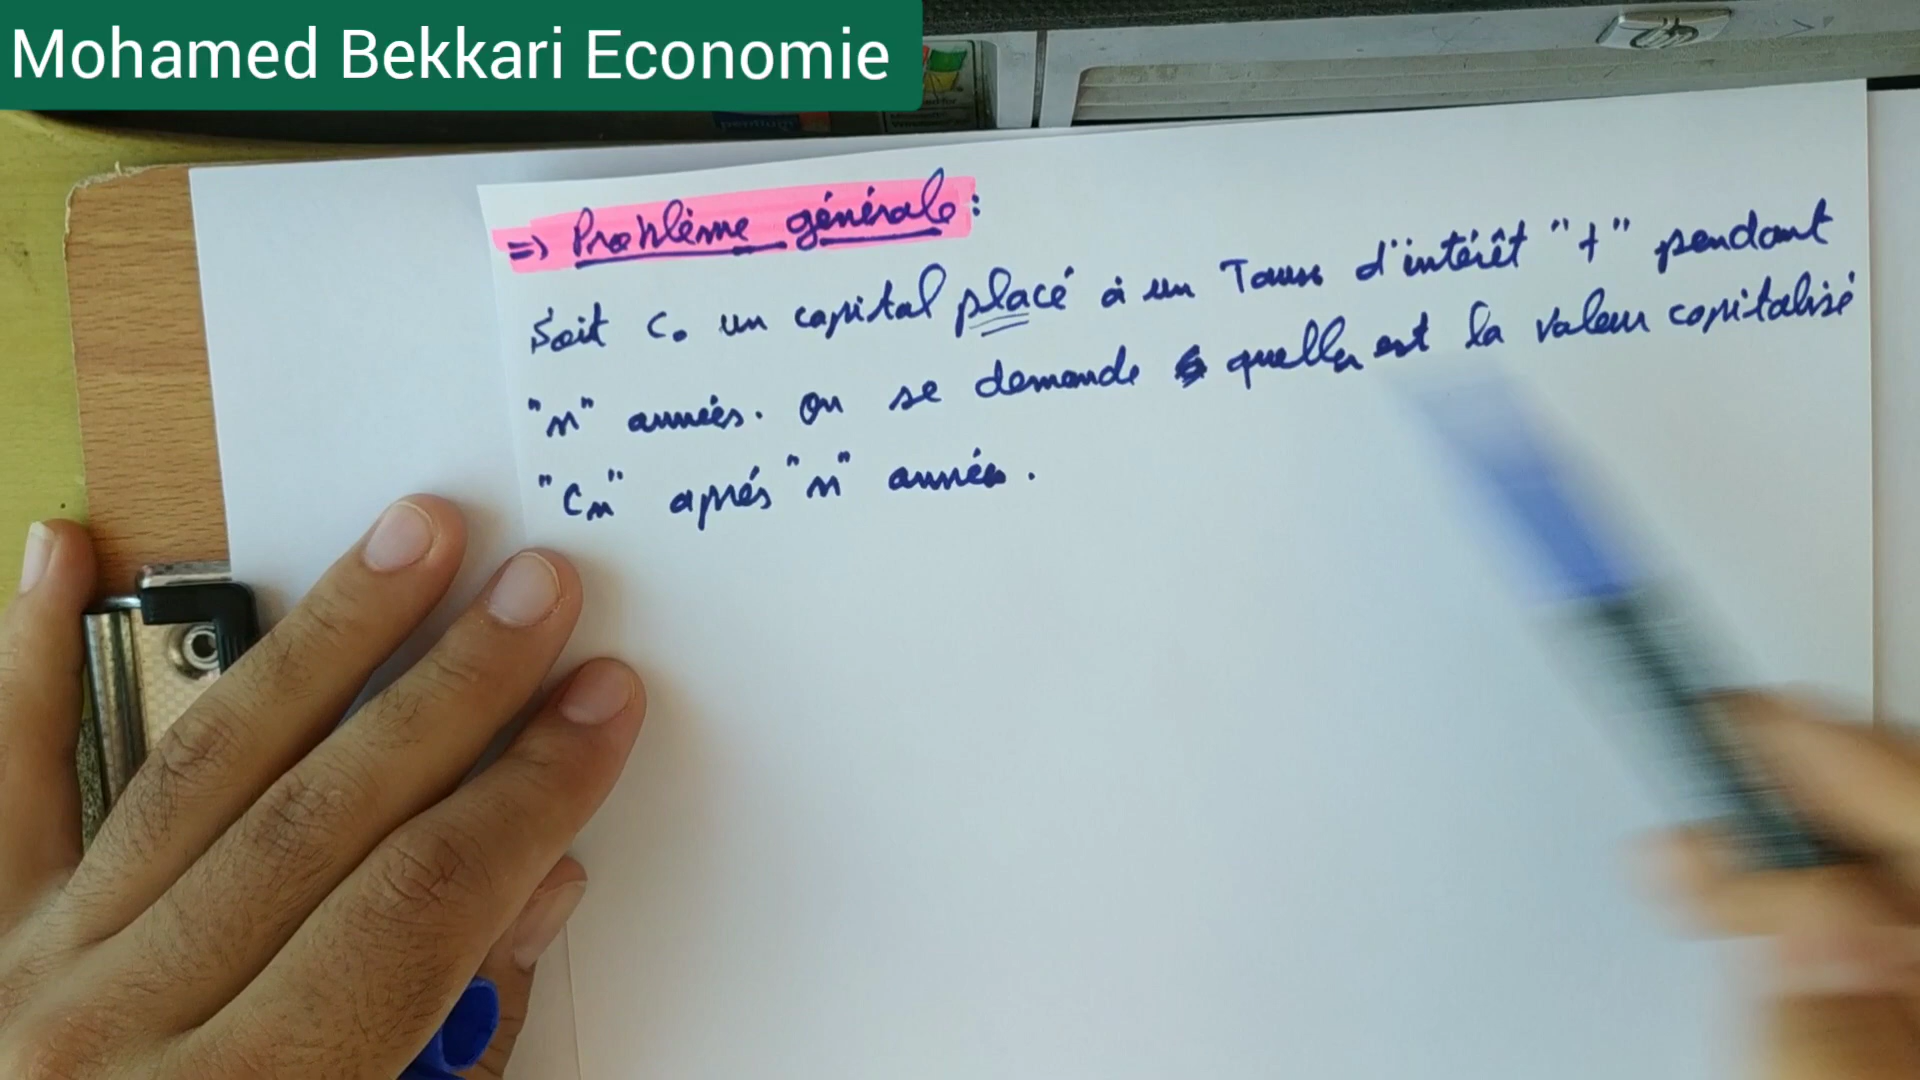 Mohamed Bekkari Economie
=> Problème générale :
Soit C₀ un capital placé à un Taux d'intérêt "t" pendant
"n" années. On se demande quelle est la valeur capitalisé
"Cn" aprés "n" années.